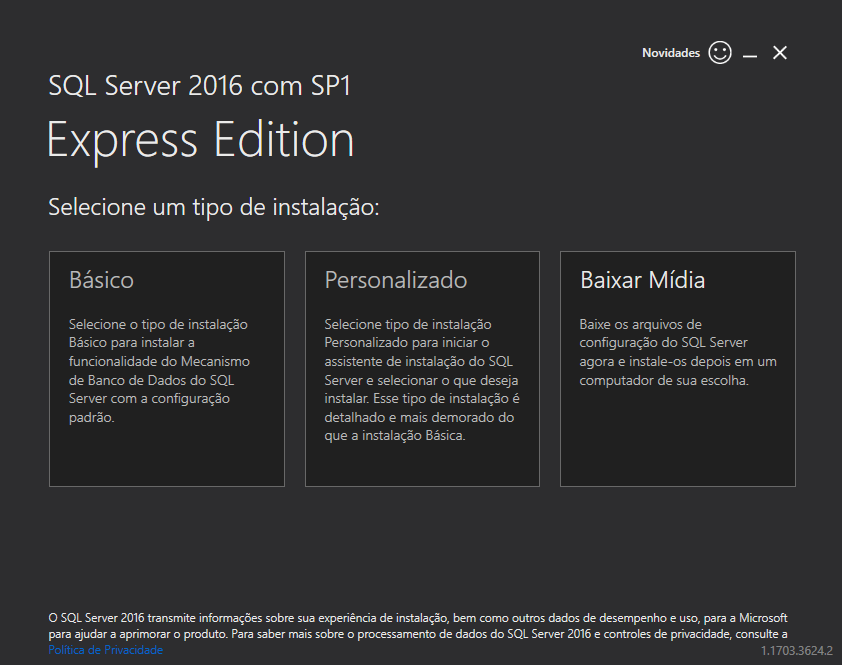 Novidades
SQL Server 2016 com SP1
Express Edition
Selecione um tipo de instalação:
Básico
Selecione o tipo de instalação
Básico para instalar a
funcionalidade do Mecanismo
de Banco de Dados do SQL
Server com a configuração
padrão.
Personalizado
Selecione tipo de instalação
Personalizado para iniciar o
assistente de instalação do SQL
Server e selecionar o que deseja
instalar. Esse tipo de instalação é
detalhado e mais demorado do
que a instalação Básica.
Baixar Mídia
Baixe os arquivos de
configuração do SQL Server
agora e instale-os depois em um
computador de sua escolha.
O SQL Server 2016 transmite informações sobre sua experiência de instalação, bem como outros dados de desempenho e uso, para a Microsoft
para ajudar a aprimorar o produto. Para saber mais sobre o processamento de dados do SQL Server 2016 e controles de privacidade, consulte a
Política de Privacidade
1.1703.3624.2